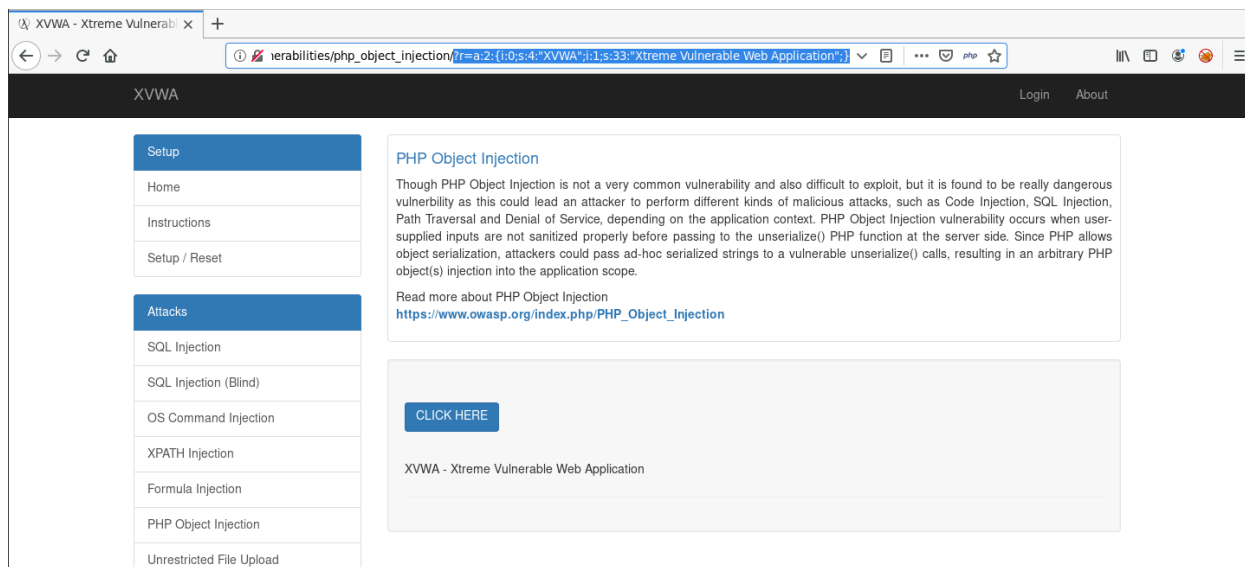 XVWA - Xtreme Vulnerabl
nerabilities/php_object_injection/?r=a:2:{i:0;s:4:"XVWA";i:1;s:33:"Xtreme Vulnerable Web Application";}
php
XVWA
Login
About
Setup
Home
Instructions
Setup / Reset
Attacks
SQL Injection
SQL Injection (Blind)
OS Command Injection
XPATH Injection
Formula Injection
PHP Object Injection
Unrestricted File Upload
PHP Object Injection
Though PHP Object Injection is not a very common vulnerability and also difficult to exploit, but it is found to be really dangerous
vulnerbility as this could lead an attacker to perform different kinds of malicious attacks, such as Code Injection, SQL Injection,
Path Traversal and Denial of Service, depending on the application context. PHP Object Injection vulnerability occurs when user-
supplied inputs are not sanitized properly before passing to the unserialize() PHP function at the server side. Since PHP allows
object serialization, attackers could pass ad-hoc serialized strings to a vulnerable unserialize() calls, resulting in an arbitrary PHP
object(s) injection into the application scope.
Read more about PHP Object Injection
https://www.owasp.org/index.php/PHP_Object_Injection
CLICK HERE
XVWA - Xtreme Vulnerable Web Application